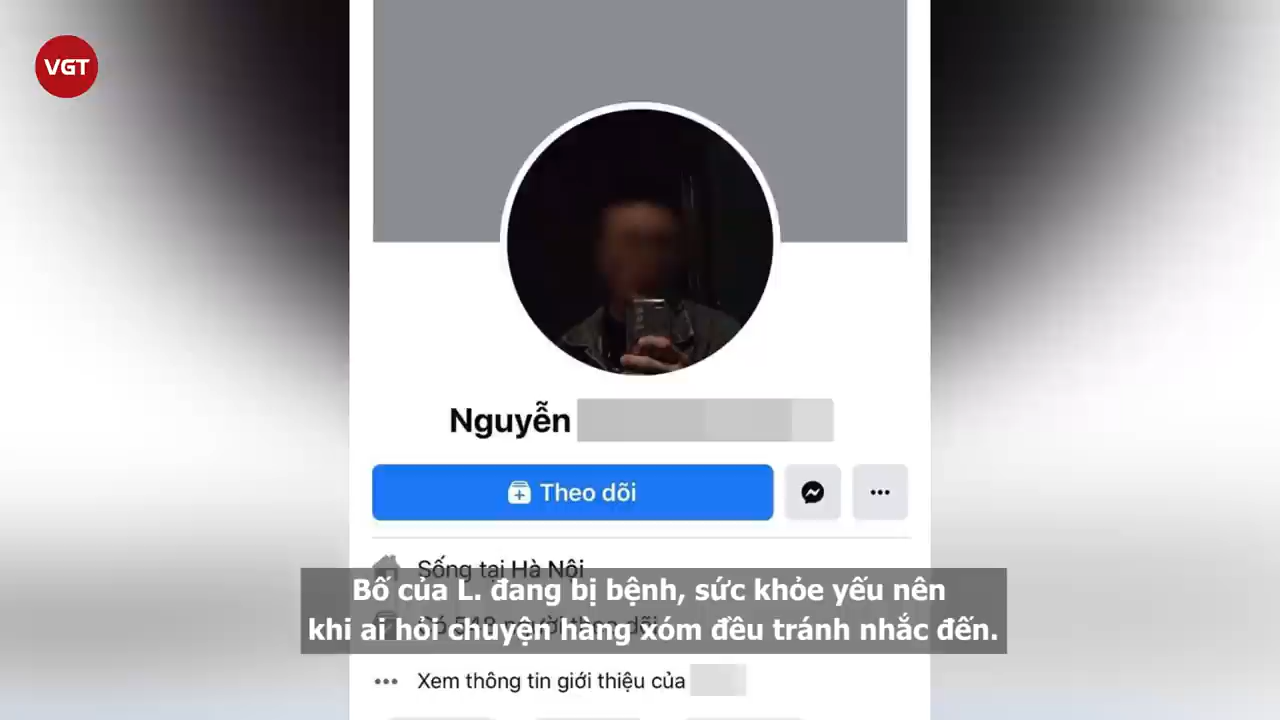 VGT
Nguyễn
Theo dõi
Sống tại Hà Nội
Bố của L. đang bị bệnh, sức khỏe yếu nên
khi ai hỏi chuyện hàng xóm đều tránh nhắc đến.
Xem thông tin giới thiệu của